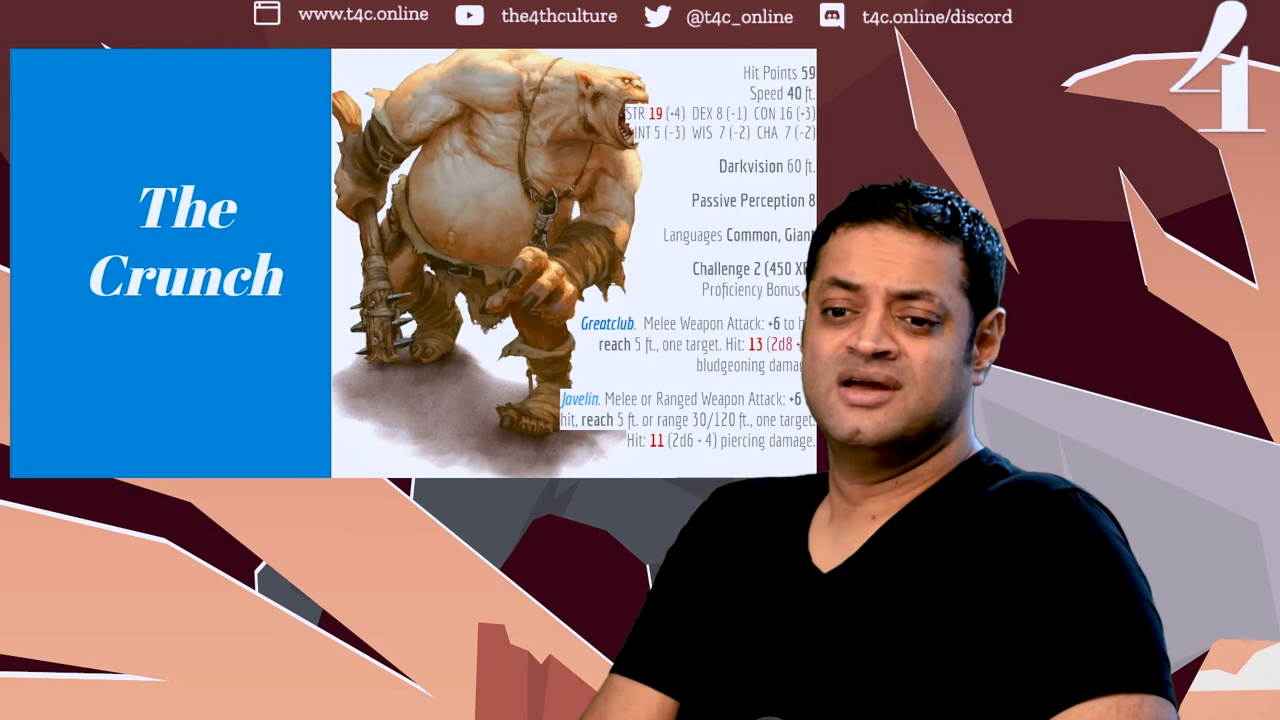 www.t4c.online the4thculture @t4c_online t4c.online/discord
4
The
Crunch
Hit Points 59
Speed 40 ft.
STR 19 (+4) DEX 8 (-1) CON 16 (+3)
INT 5 (-3) WIS 7 (-2) CHA 7 (-2)
Darkvision 60 ft.
Passive Perception 8
Languages Common, Giant
Challenge 2 (450 XP
Proficiency Bonus
Greatclub. Melee Weapon Attack: +6 to h
reach 5 ft., one target. Hit: 13 (2d8 +
bludgeoning damag
Javelin. Melee or Ranged Weapon Attack: +6
hit, reach 5 ft. or range 30/120 ft., one target.
Hit: 11 (2d6 + 4) piercing damage.